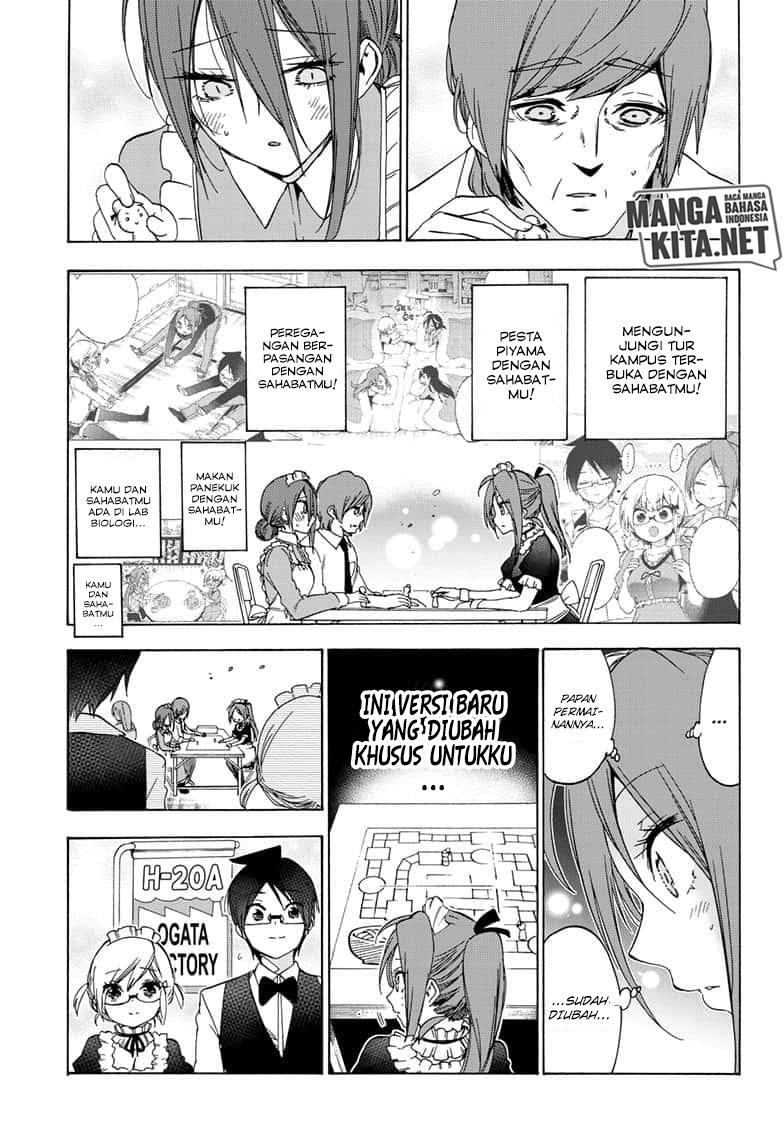 MANGA
KITA.NET
BACA MANGA
BAHASA
INDONESIA
MENGUN-
JUNGI TUR
KAMPUS TER-
BUKA DENGAN
SAHABATMU!
PESTA
PIYAMA
DENGAN
SAHABAT-
MU!
PEREGA-
NGAN BER-
PASANGAN
DENGAN
SAHABATMU!
MAKAN
PANEKUK
DENGAN
SAHABAT-
MU!
KAMU DAN
SAHABATMU
ADA DI LAB
BIOLOGI...
KAMU
DAN
SAHA-
BATMU
...
...
PAPAN
PERMAI-
NANNYA...
...SUDAH
DIUBAH...
INI VERSI BARU
YANG DIUBAH
KHUSUS UNTUKKU
...
H-20A
OGATA
CTORY